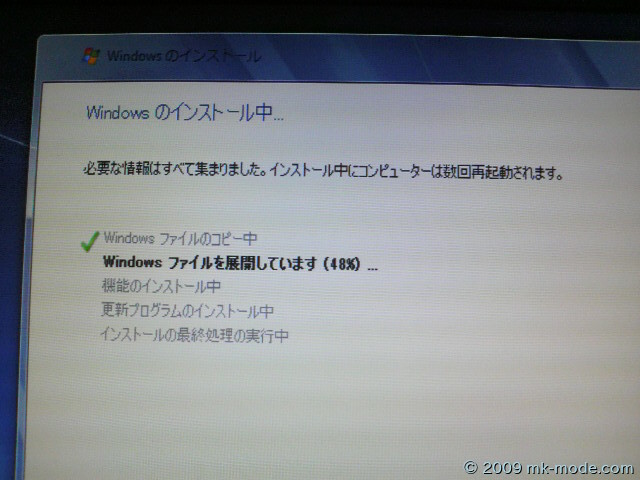 Windows のインストール
Windows のインストール中...
必要な情報はすべて集まりました。インストール中にコンピューターは数回再起動されます。
Windows ファイルのコピー中
Windows ファイルを展開しています (48%) ...
機能のインストール中
更新プログラムのインストール中
インストールの最終処理の実行中
© 2009 mk-mode.com